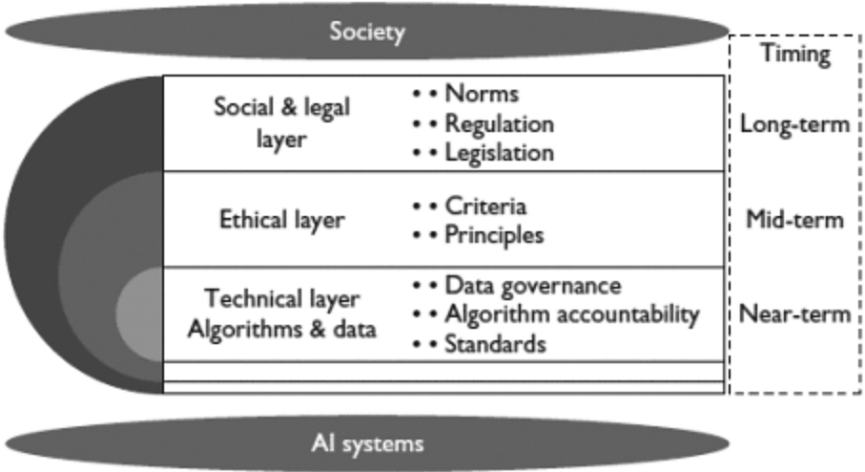 Society
Timing
Social & legal
layer
• • Norms
• • Regulation
• • Legislation
Long-term
Ethical layer
• • Criteria
• • Principles
Mid-term
Technical layer
Algorithms & data
• • Data governance
• • Algorithm accountability
• • Standards
Near-term
AI systems